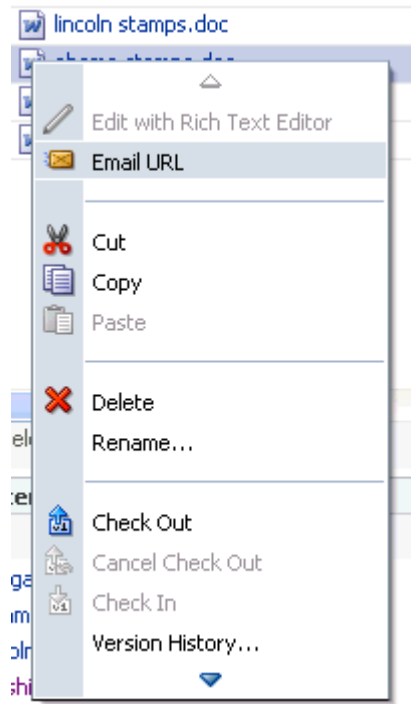 lincoln stamps.doc
Edit with Rich Text Editor
Email URL
Cut
Copy
Paste
Delete
Rename...
Check Out
Cancel Check Out
Check In
Version History...